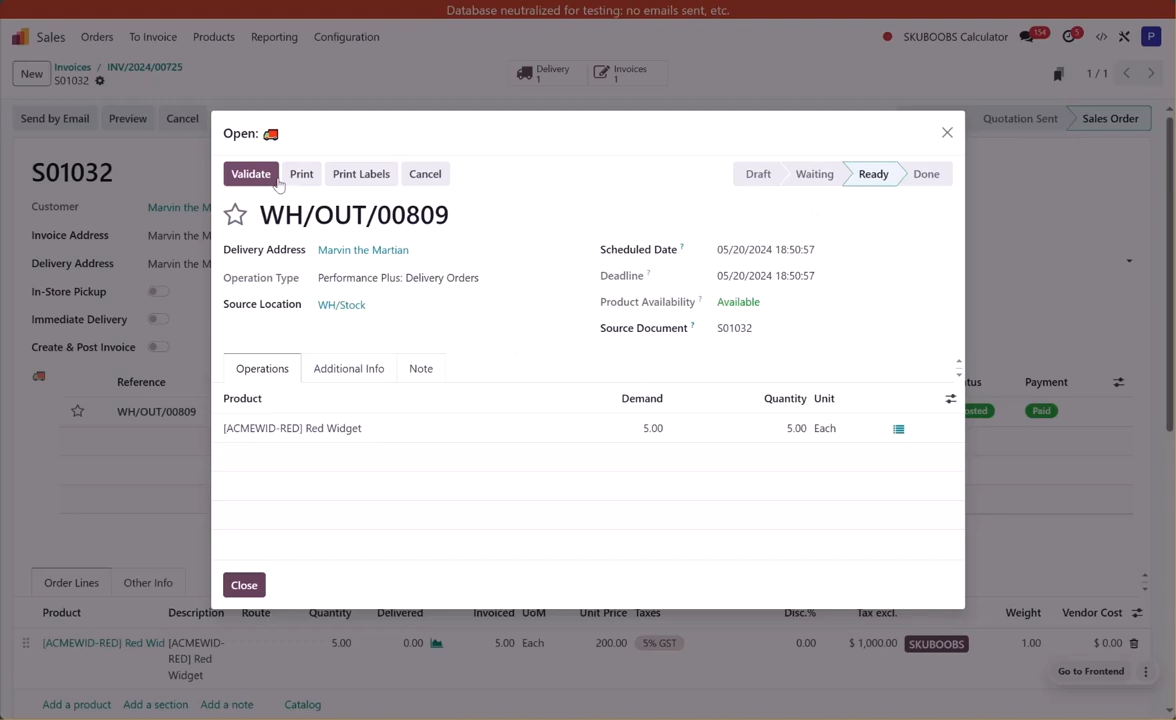 Database neutralized for testing: no emails sent, etc.
Sales Orders To Invoice Products Reporting Configuration SKUBOOBS Calculator 154 5 P
New Invoices / INV/2024/00725 Delivery 1 Invoices 1 1 / 1
S01032
Send by Email Preview Cancel Quotation Sent Sales Order
Open:
Validate Print Print Labels Cancel Draft Waiting Ready Done
S01032
WH/OUT/00809
Customer Marvin the M
Invoice Address Marvin the M
Delivery Address Marvin the M
In-Store Pickup
Immediate Delivery
Create & Post Invoice
Delivery Address Marvin the Martian Scheduled Date ? 05/20/2024 18:50:57
Operation Type Performance Plus: Delivery Orders Deadline ? 05/20/2024 18:50:57
Source Location WH/Stock Product Availability ? Available
Source Document ? S01032
Operations Additional Info Note
Reference tus Payment
WH/OUT/00809 osted Paid
Product Demand Quantity Unit
[ACMEWID-RED] Red Widget 5.00 5.00 Each
Close
Order Lines Other Info
Product Description Route Quantity Delivered Invoiced UoM Unit Price Taxes Disc.% Tax excl. Weight Vendor Cost
[ACMEWID-RED] Red Wid [ACMEWID- 5.00 0.00 5.00 Each 200.00 5% GST 0.00 $ 1,000.00 SKUBOOBS 1.00 $ 0.00
RED] Red
Widget
Go to Frontend
Add a product Add a section Add a note Catalog